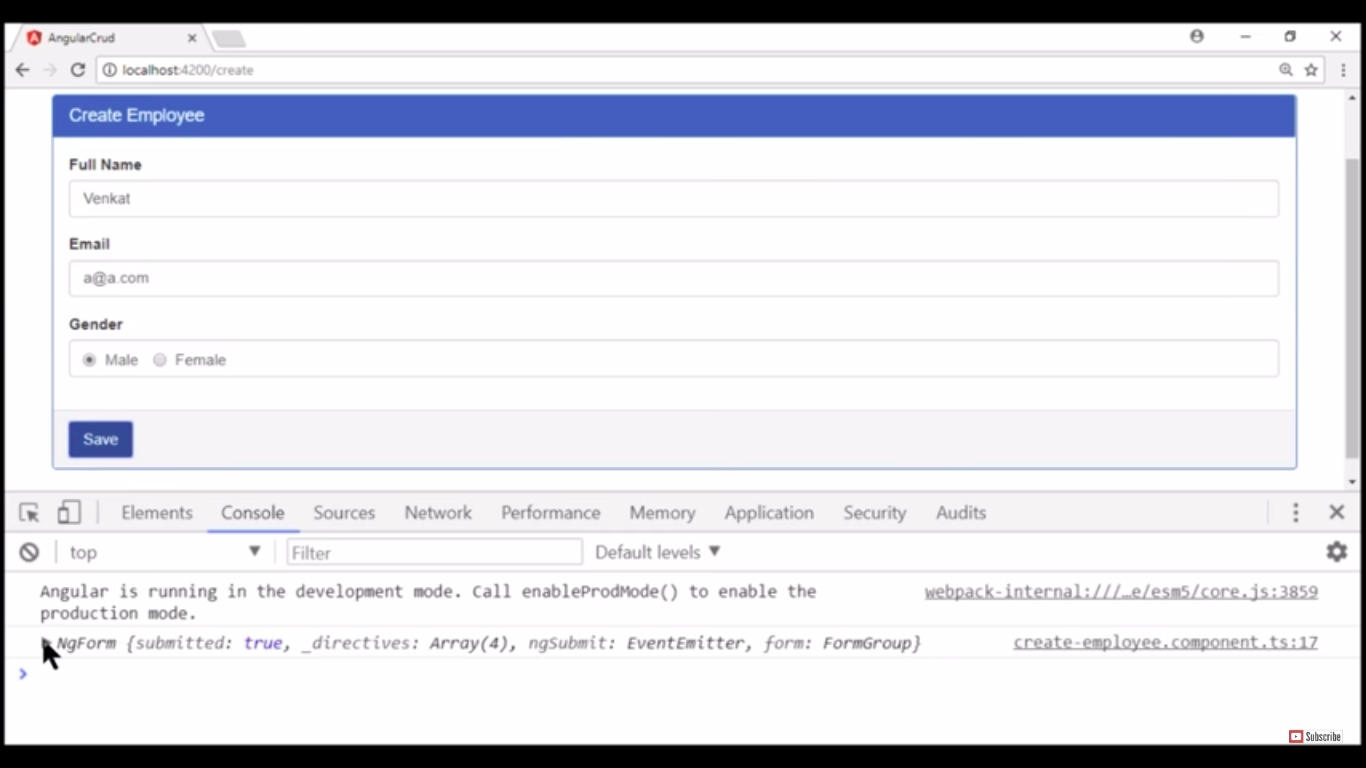 AngularCrud
localhost:4200/create
Create Employee
Full Name
Venkat
Email
a@a.com
Gender
Male Female
Save
Elements Console Sources Network Performance Memory Application Security Audits
top Filter Default levels
Angular is running in the development mode. Call enableProdMode() to enable the webpack-internal:///…e/esm5/core.js:3859
production mode.
NgForm {submitted: true, _directives: Array(4), ngSubmit: EventEmitter, form: FormGroup} create-employee.component.ts:17
Subscribe